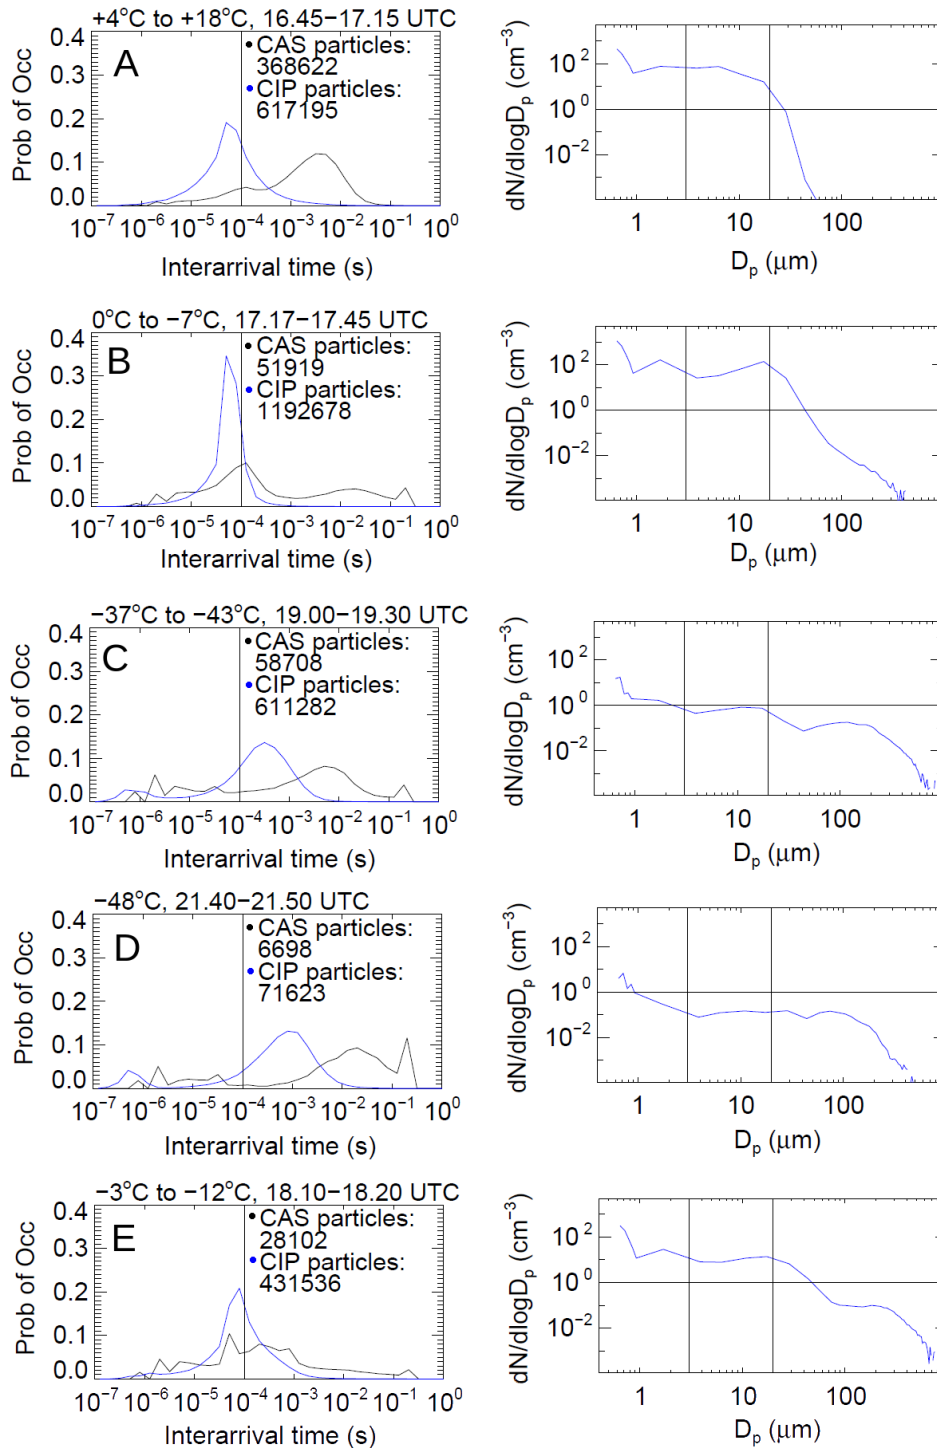 +4°C to +18°C, 16.45−17.15 UTC
A
CAS particles:
368622
CIP particles:
617195
Prob of Occ
0.4
0.3
0.2
0.1
0.0
10⁻⁷ 10⁻⁶ 10⁻⁵ 10⁻⁴ 10⁻³ 10⁻² 10⁻¹ 10⁰
Interarrival time (s)
dN/dlogDₚ (cm⁻³)
10²
10⁰
10⁻²
1 10 100
Dₚ (μm)
0°C to −7°C, 17.17−17.45 UTC
B
CAS particles:
51919
CIP particles:
1192678
Prob of Occ
0.4
0.3
0.2
0.1
0.0
10⁻⁷ 10⁻⁶ 10⁻⁵ 10⁻⁴ 10⁻³ 10⁻² 10⁻¹ 10⁰
Interarrival time (s)
dN/dlogDₚ (cm⁻³)
10²
10⁰
10⁻²
1 10 100
Dₚ (μm)
−37°C to −43°C, 19.00−19.30 UTC
C
CAS particles:
58708
CIP particles:
611282
Prob of Occ
0.4
0.3
0.2
0.1
0.0
10⁻⁷ 10⁻⁶ 10⁻⁵ 10⁻⁴ 10⁻³ 10⁻² 10⁻¹ 10⁰
Interarrival time (s)
dN/dlogDₚ (cm⁻³)
10²
10⁰
10⁻²
1 10 100
Dₚ (μm)
−48°C, 21.40−21.50 UTC
D
CAS particles:
6698
CIP particles:
71623
Prob of Occ
0.4
0.3
0.2
0.1
0.0
10⁻⁷ 10⁻⁶ 10⁻⁵ 10⁻⁴ 10⁻³ 10⁻² 10⁻¹ 10⁰
Interarrival time (s)
dN/dlogDₚ (cm⁻³)
10²
10⁰
10⁻²
1 10 100
Dₚ (μm)
−3°C to −12°C, 18.10−18.20 UTC
E
CAS particles:
28102
CIP particles:
431536
Prob of Occ
0.4
0.3
0.2
0.1
0.0
10⁻⁷ 10⁻⁶ 10⁻⁵ 10⁻⁴ 10⁻³ 10⁻² 10⁻¹ 10⁰
Interarrival time (s)
dN/dlogDₚ (cm⁻³)
10²
10⁰
10⁻²
1 10 100
Dₚ (μm)